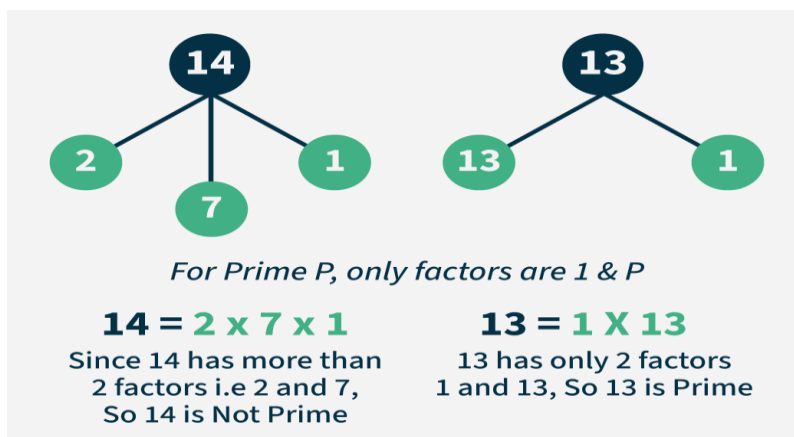 14
13
2
7
1
13
1
For Prime P, only factors are 1 & P
14 = 2 x 7 x 1
Since 14 has more than
2 factors i.e 2 and 7,
So 14 is Not Prime
13 = 1 X 13
13 has only 2 factors
1 and 13, So 13 is Prime